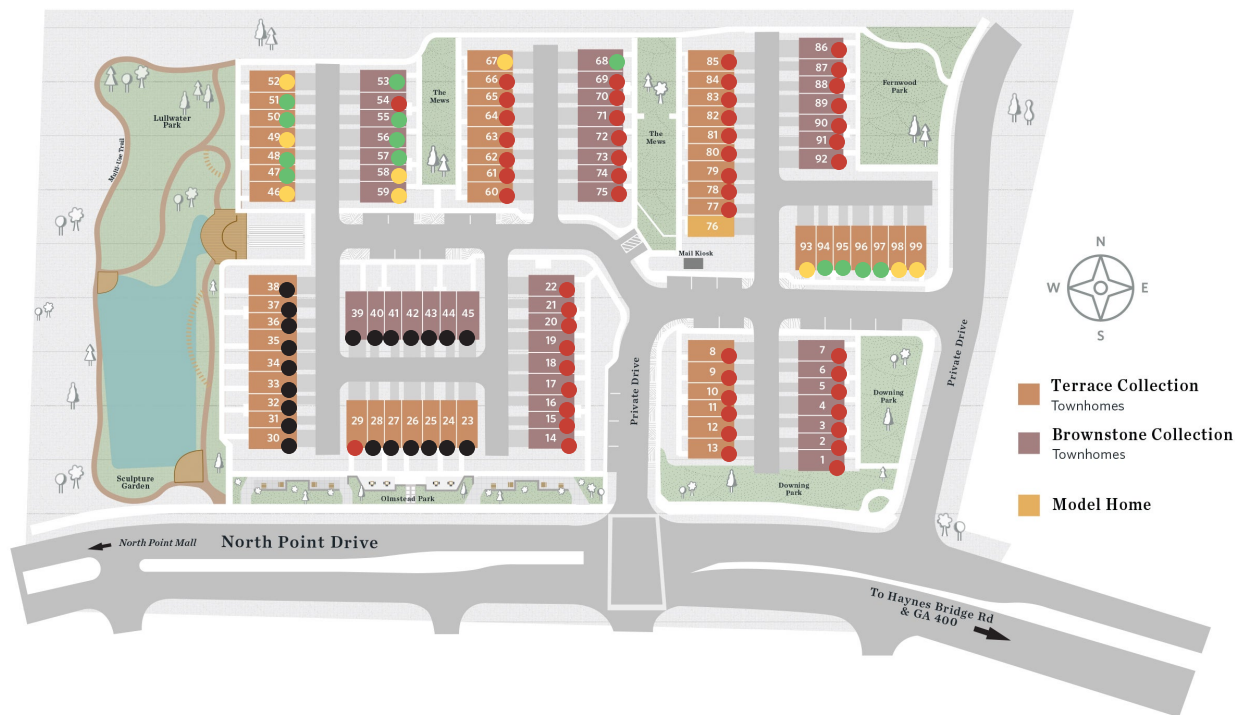 52
51
50
49
48
47
46
53
54
55
56
57
58
59
The
Mews
67
66
65
64
63
62
61
60
68
69
70
71
72
73
74
75
The
Mews
85
84
83
82
81
80
79
78
77
76
86
87
88
89
90
91
92
Fernwood
Park
Lullwater
Park
Multi-Use Trail
93 94 95 96 97 98 99
Mail Kiosk
38
37
36
35
34
33
32
31
30
39 40 41 42 43 44 45
29 28 27 26 25 24 23
22
21
20
19
18
17
16
15
14
Private Drive
8
9
10
11
12
13
7
6
5
4
3
2
1
Downing
Park
Private Drive
Downing
Park
Sculpture
Garden
Olmstead Park
N
W E
S
Terrace Collection
Townhomes
Brownstone Collection
Townhomes
Model Home
North Point Mall
North Point Drive
To Haynes Bridge Rd
& GA 400